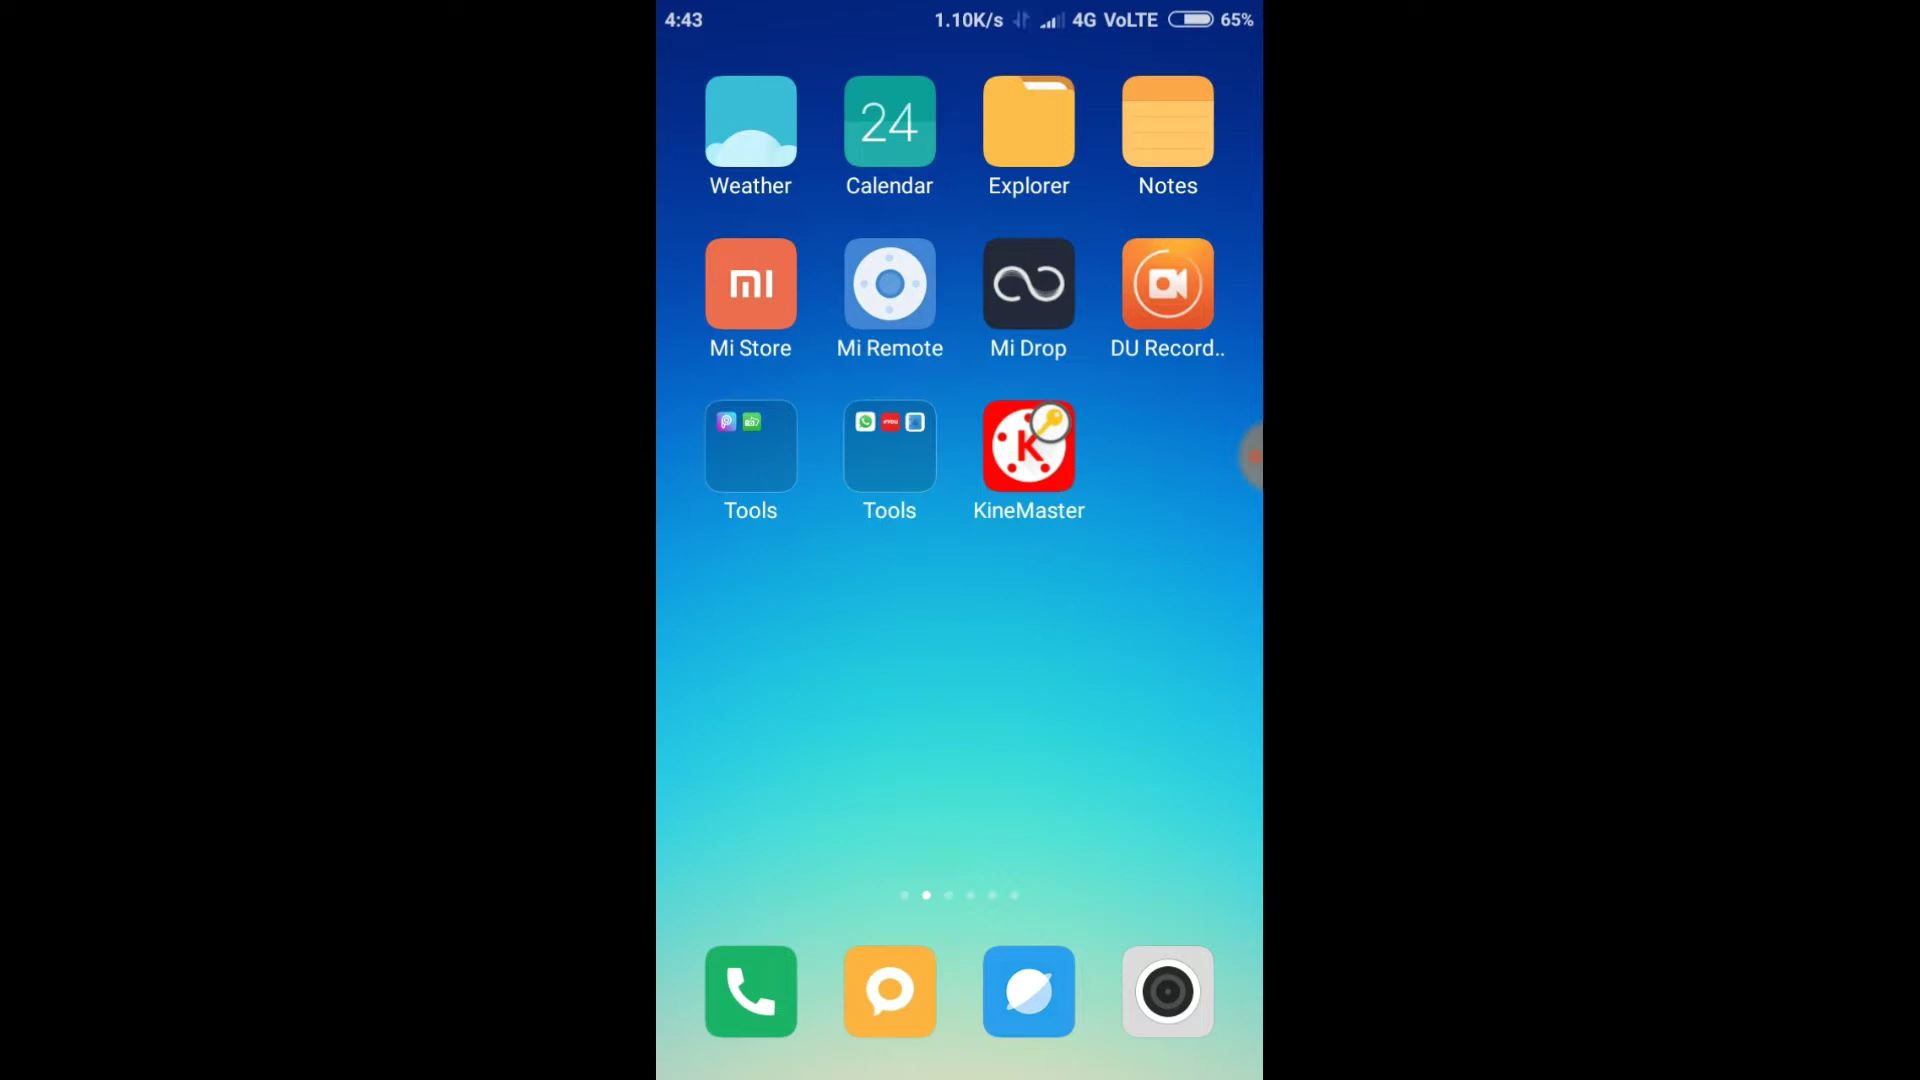 4:43 1.10K/s 4G VoLTE 65%
Weather Calendar Explorer Notes
24
mi
Mi Store Mi Remote Mi Drop DU Record..
K
Tools Tools KineMaster